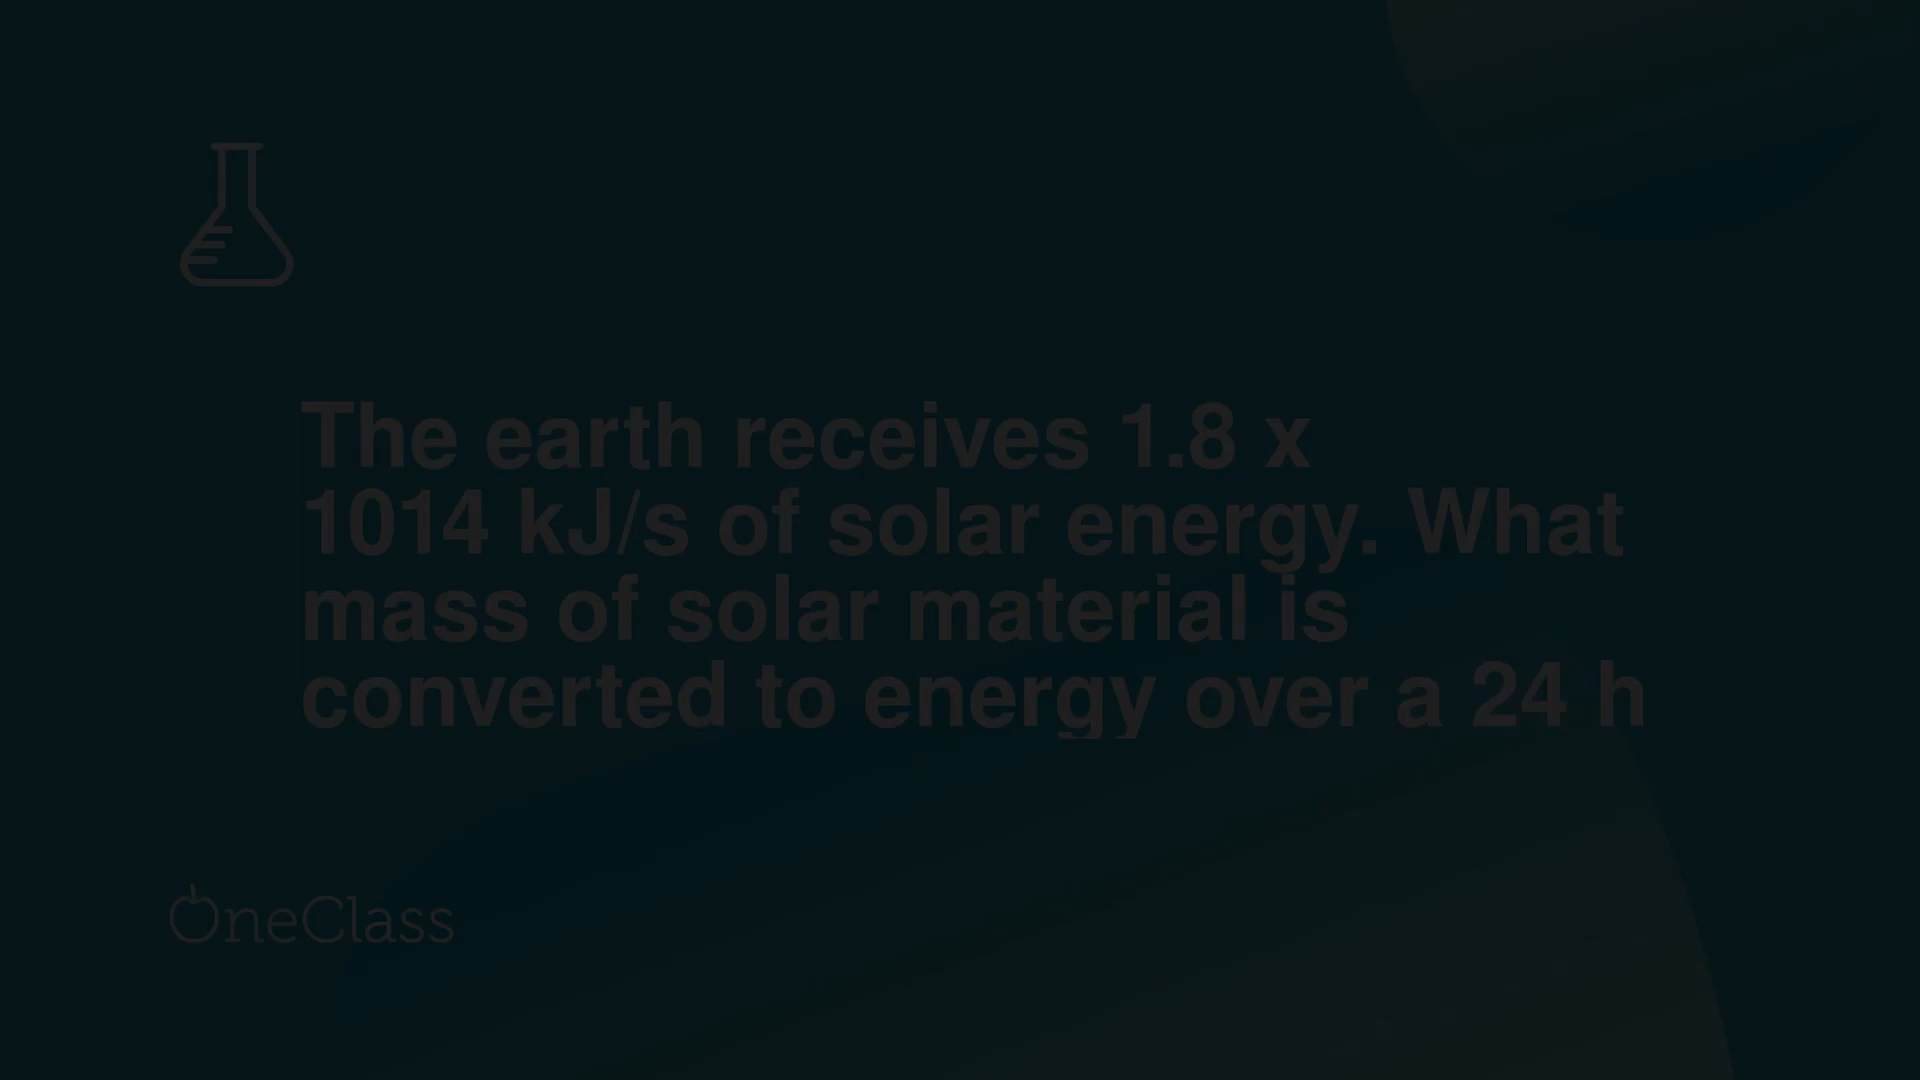 The earth receives 1.8 x
1014 kJ/s of solar energy. What
mass of solar material is
converted to energy over a 24 h
OneClass